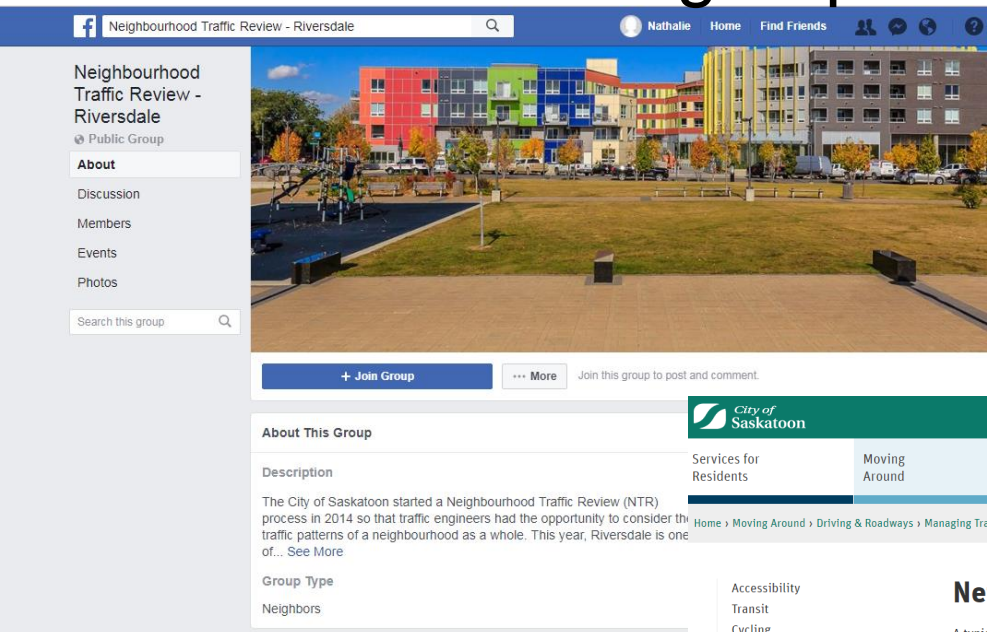 Neighbourhood Traffic Review - Riversdale
Nathalie Home Find Friends
Neighbourhood
Traffic Review -
Riversdale
Public Group
About
Discussion
Members
Events
Photos
Search this group
+ Join Group
··· More
Join this group to post and comment.
About This Group
Description
The City of Saskatoon started a Neighbourhood Traffic Review (NTR)
process in 2014 so that traffic engineers had the opportunity to consider the
traffic patterns of a neighbourhood as a whole. This year, Riversdale is one
of... See More
Group Type
Neighbors
City of
Saskatoon
Services for
Residents
Moving
Around
Home › Moving Around › Driving & Roadways › Managing Tra
Accessibility
Transit
Cycling
Ne